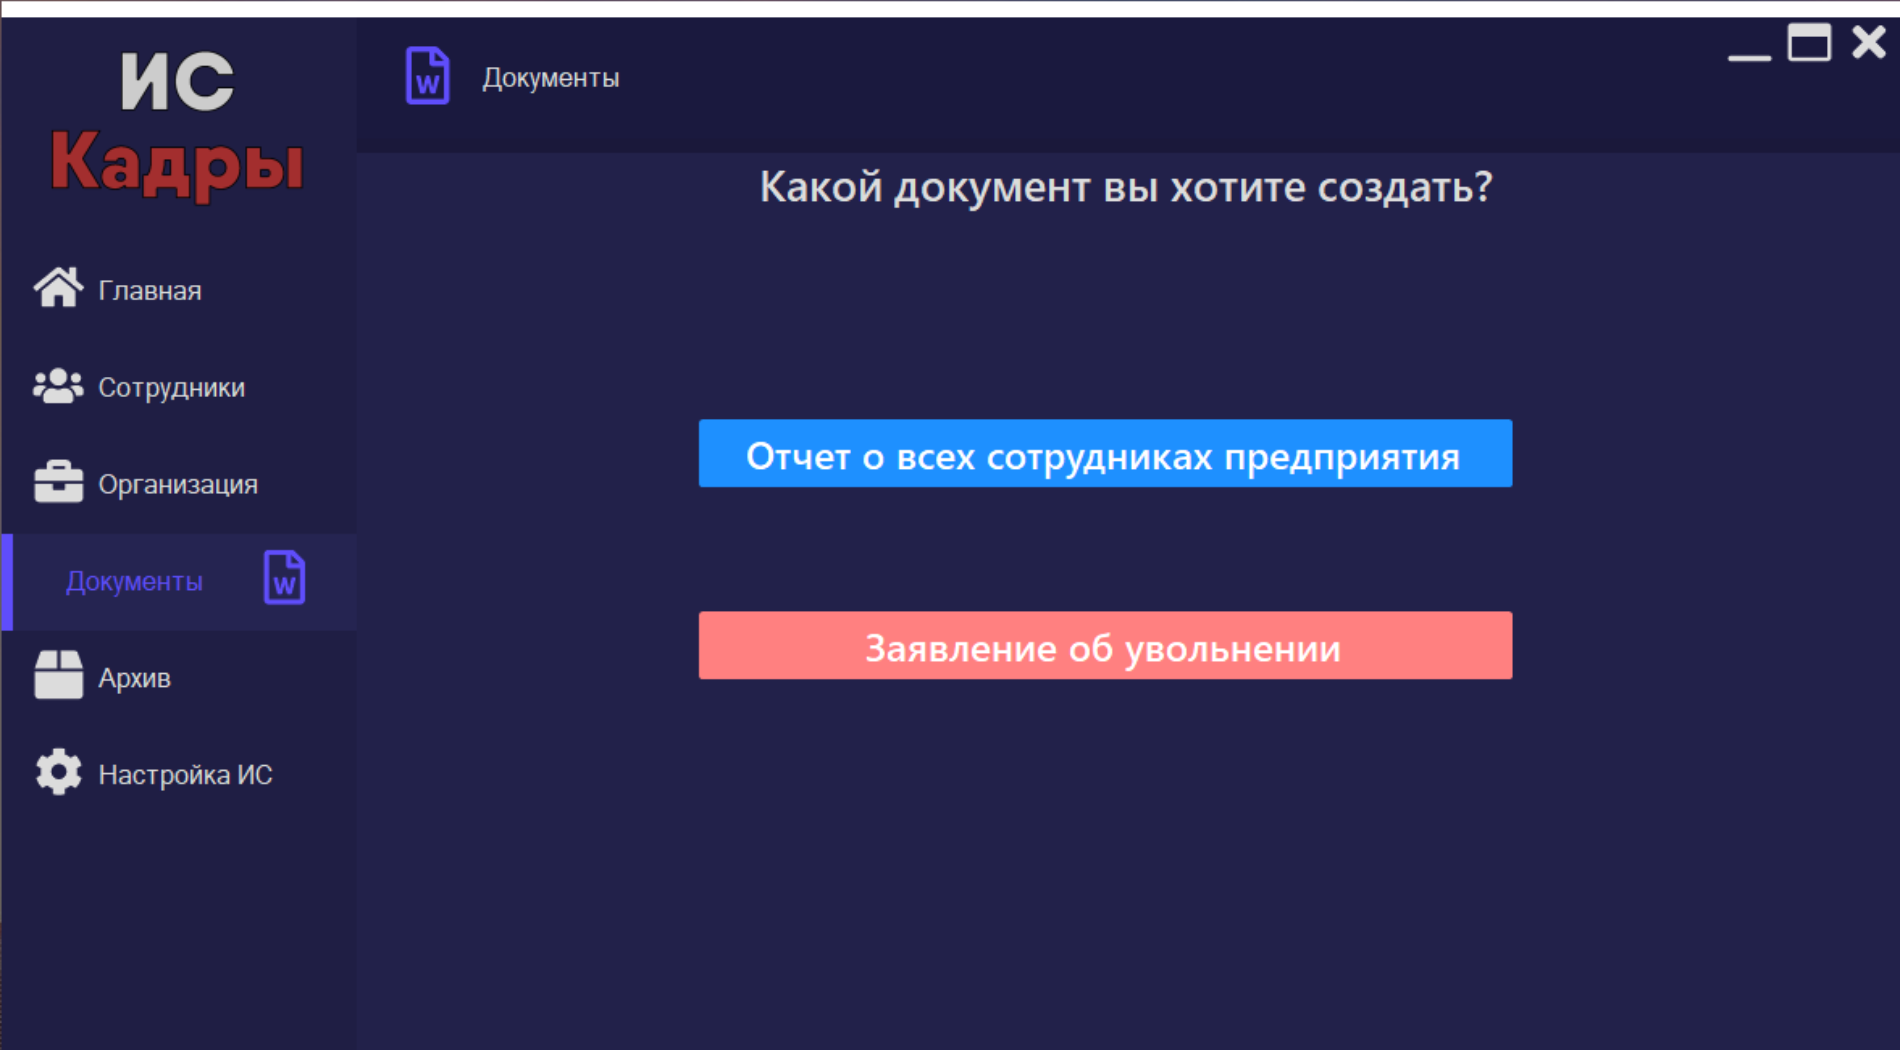 ИС
Кадры
Главная
Сотрудники
Организация
Документы
W
Архив
Настройка ИС
W
Документы
Какой документ вы хотите создать?
Отчет о всех сотрудниках предприятия
Заявление об увольнении